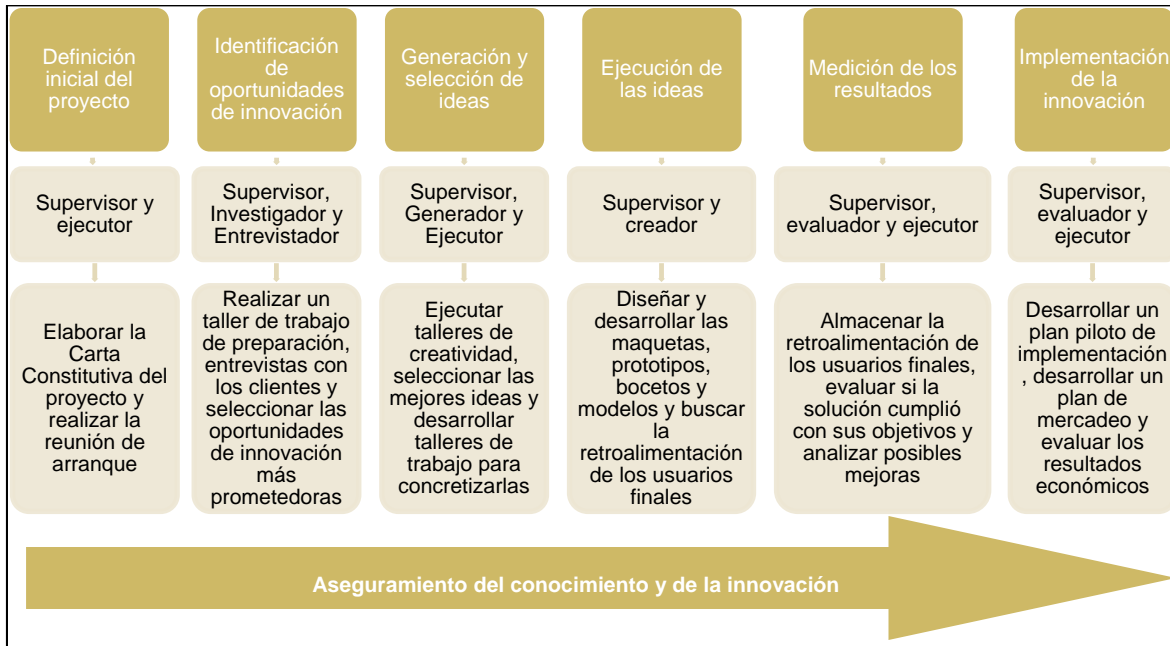 Definición
inicial del
proyecto
Identificación
de
oportunidades
de innovación
Generación y
selección de
ideas
Ejecución de
las ideas
Medición de los
resultados
Implementación
de la
innovación
Supervisor y
ejecutor
Supervisor,
Investigador y
Entrevistador
Supervisor,
Generador y
Ejecutor
Supervisor y
creador
Supervisor,
evaluador y ejecutor
Supervisor,
evaluador y
ejecutor
Elaborar la
Carta
Constitutiva del
proyecto y
realizar la
reunión de
arranque
Realizar un
taller de trabajo
de preparación,
entrevistas con
los clientes y
seleccionar las
oportunidades
de innovación
más
prometedoras
Ejecutar
talleres de
creatividad,
seleccionar las
mejores ideas y
desarrollar
talleres de
trabajo para
concretizarlas
Diseñar y
desarrollar las
maquetas,
prototipos,
bocetos y
modelos y buscar
la
retroalimentación
de los usuarios
finales
Almacenar la
retroalimentación de
los usuarios finales,
evaluar si la
solución cumplió
con sus objetivos y
analizar posibles
mejoras
Desarrollar un
plan piloto de
implementación
, desarrollar un
plan de
mercadeo y
evaluar los
resultados
económicos
Aseguramiento del conocimiento y de la innovación